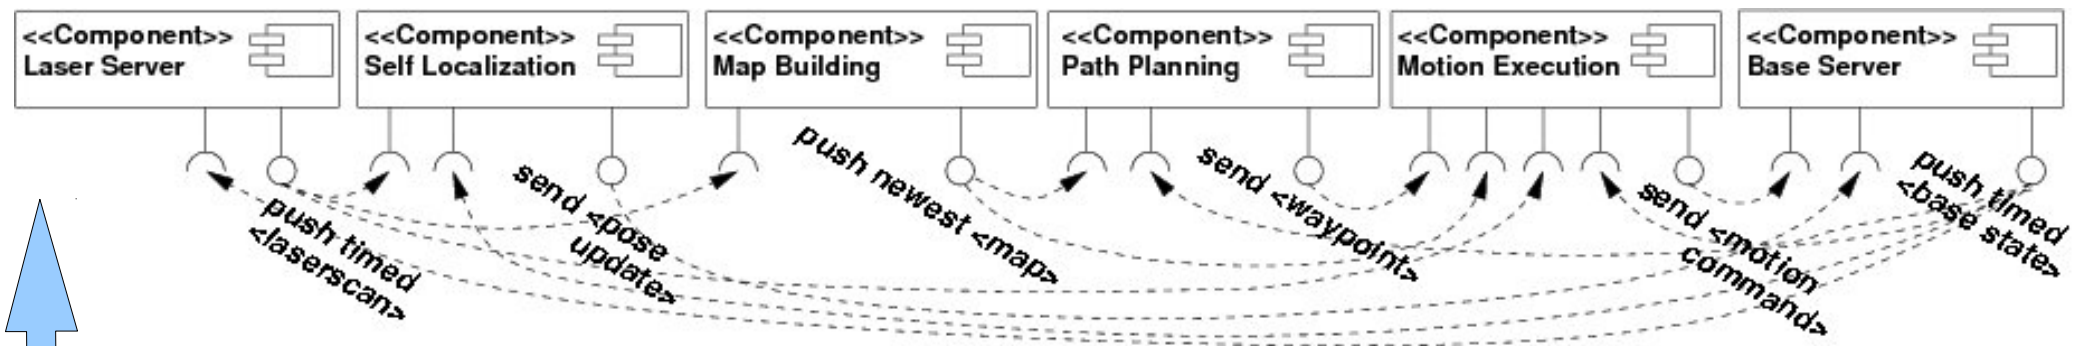 <<Component>>
Laser Server
<<Component>>
Self Localization
<<Component>>
Map Building
<<Component>>
Path Planning
<<Component>>
Motion Execution
<<Component>>
Base Server
push timed
<laserscan>
send <pose
update>
push newest <map>
send <waypoint>
send <motion
command>
push timed
<base state>